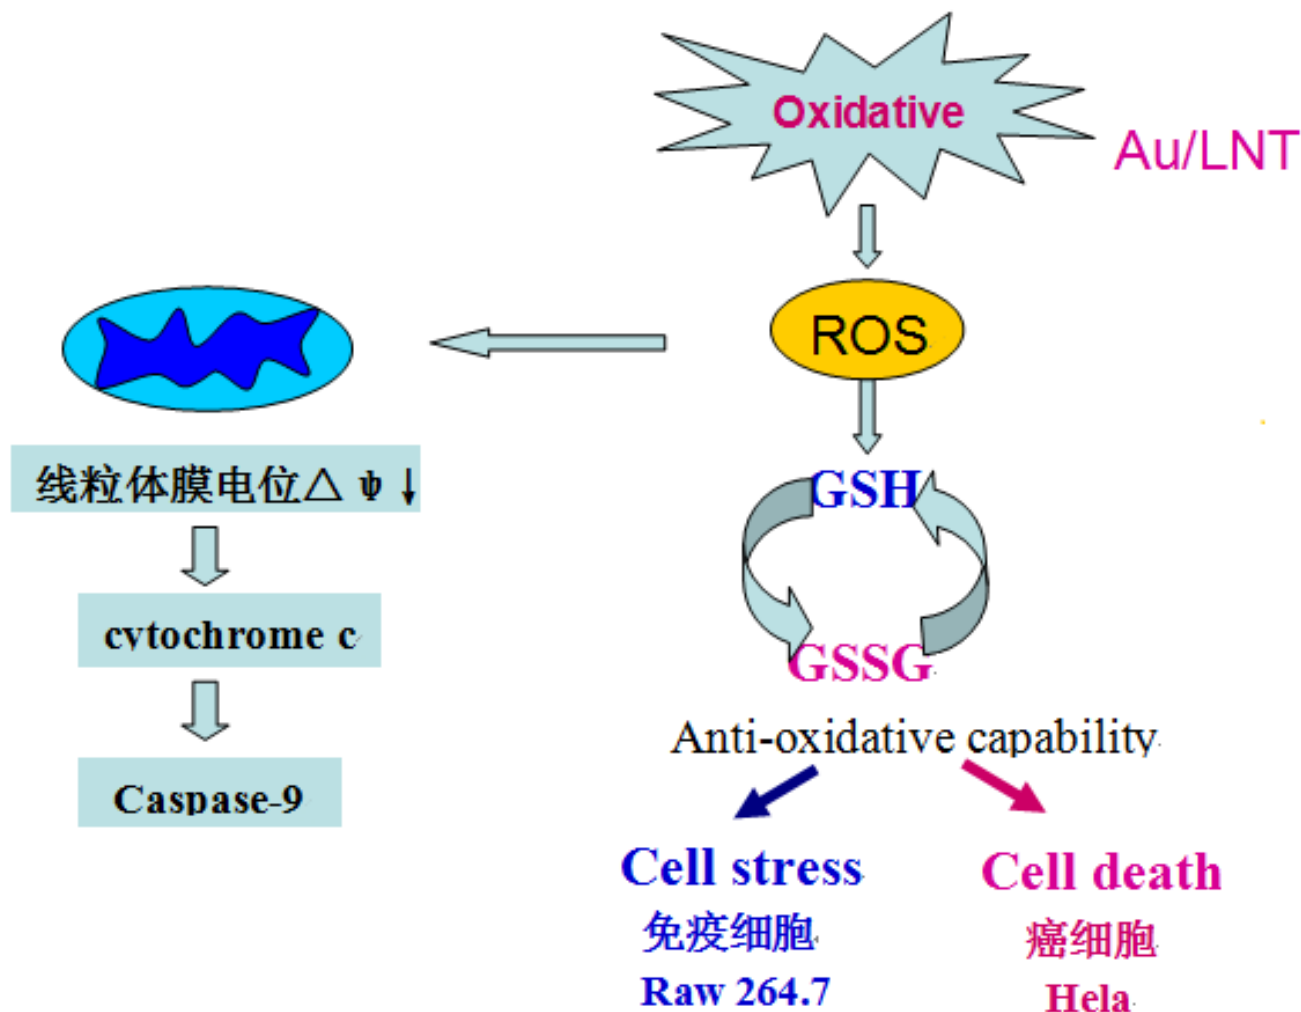 Oxidative
Au/LNT
ROS
线粒体膜电位△ψ↓
cytochrome c
Caspase-9
GSH
GSSG
Anti-oxidative capability
Cell stress
免疫细胞
Raw 264.7
Cell death
癌细胞
Hela